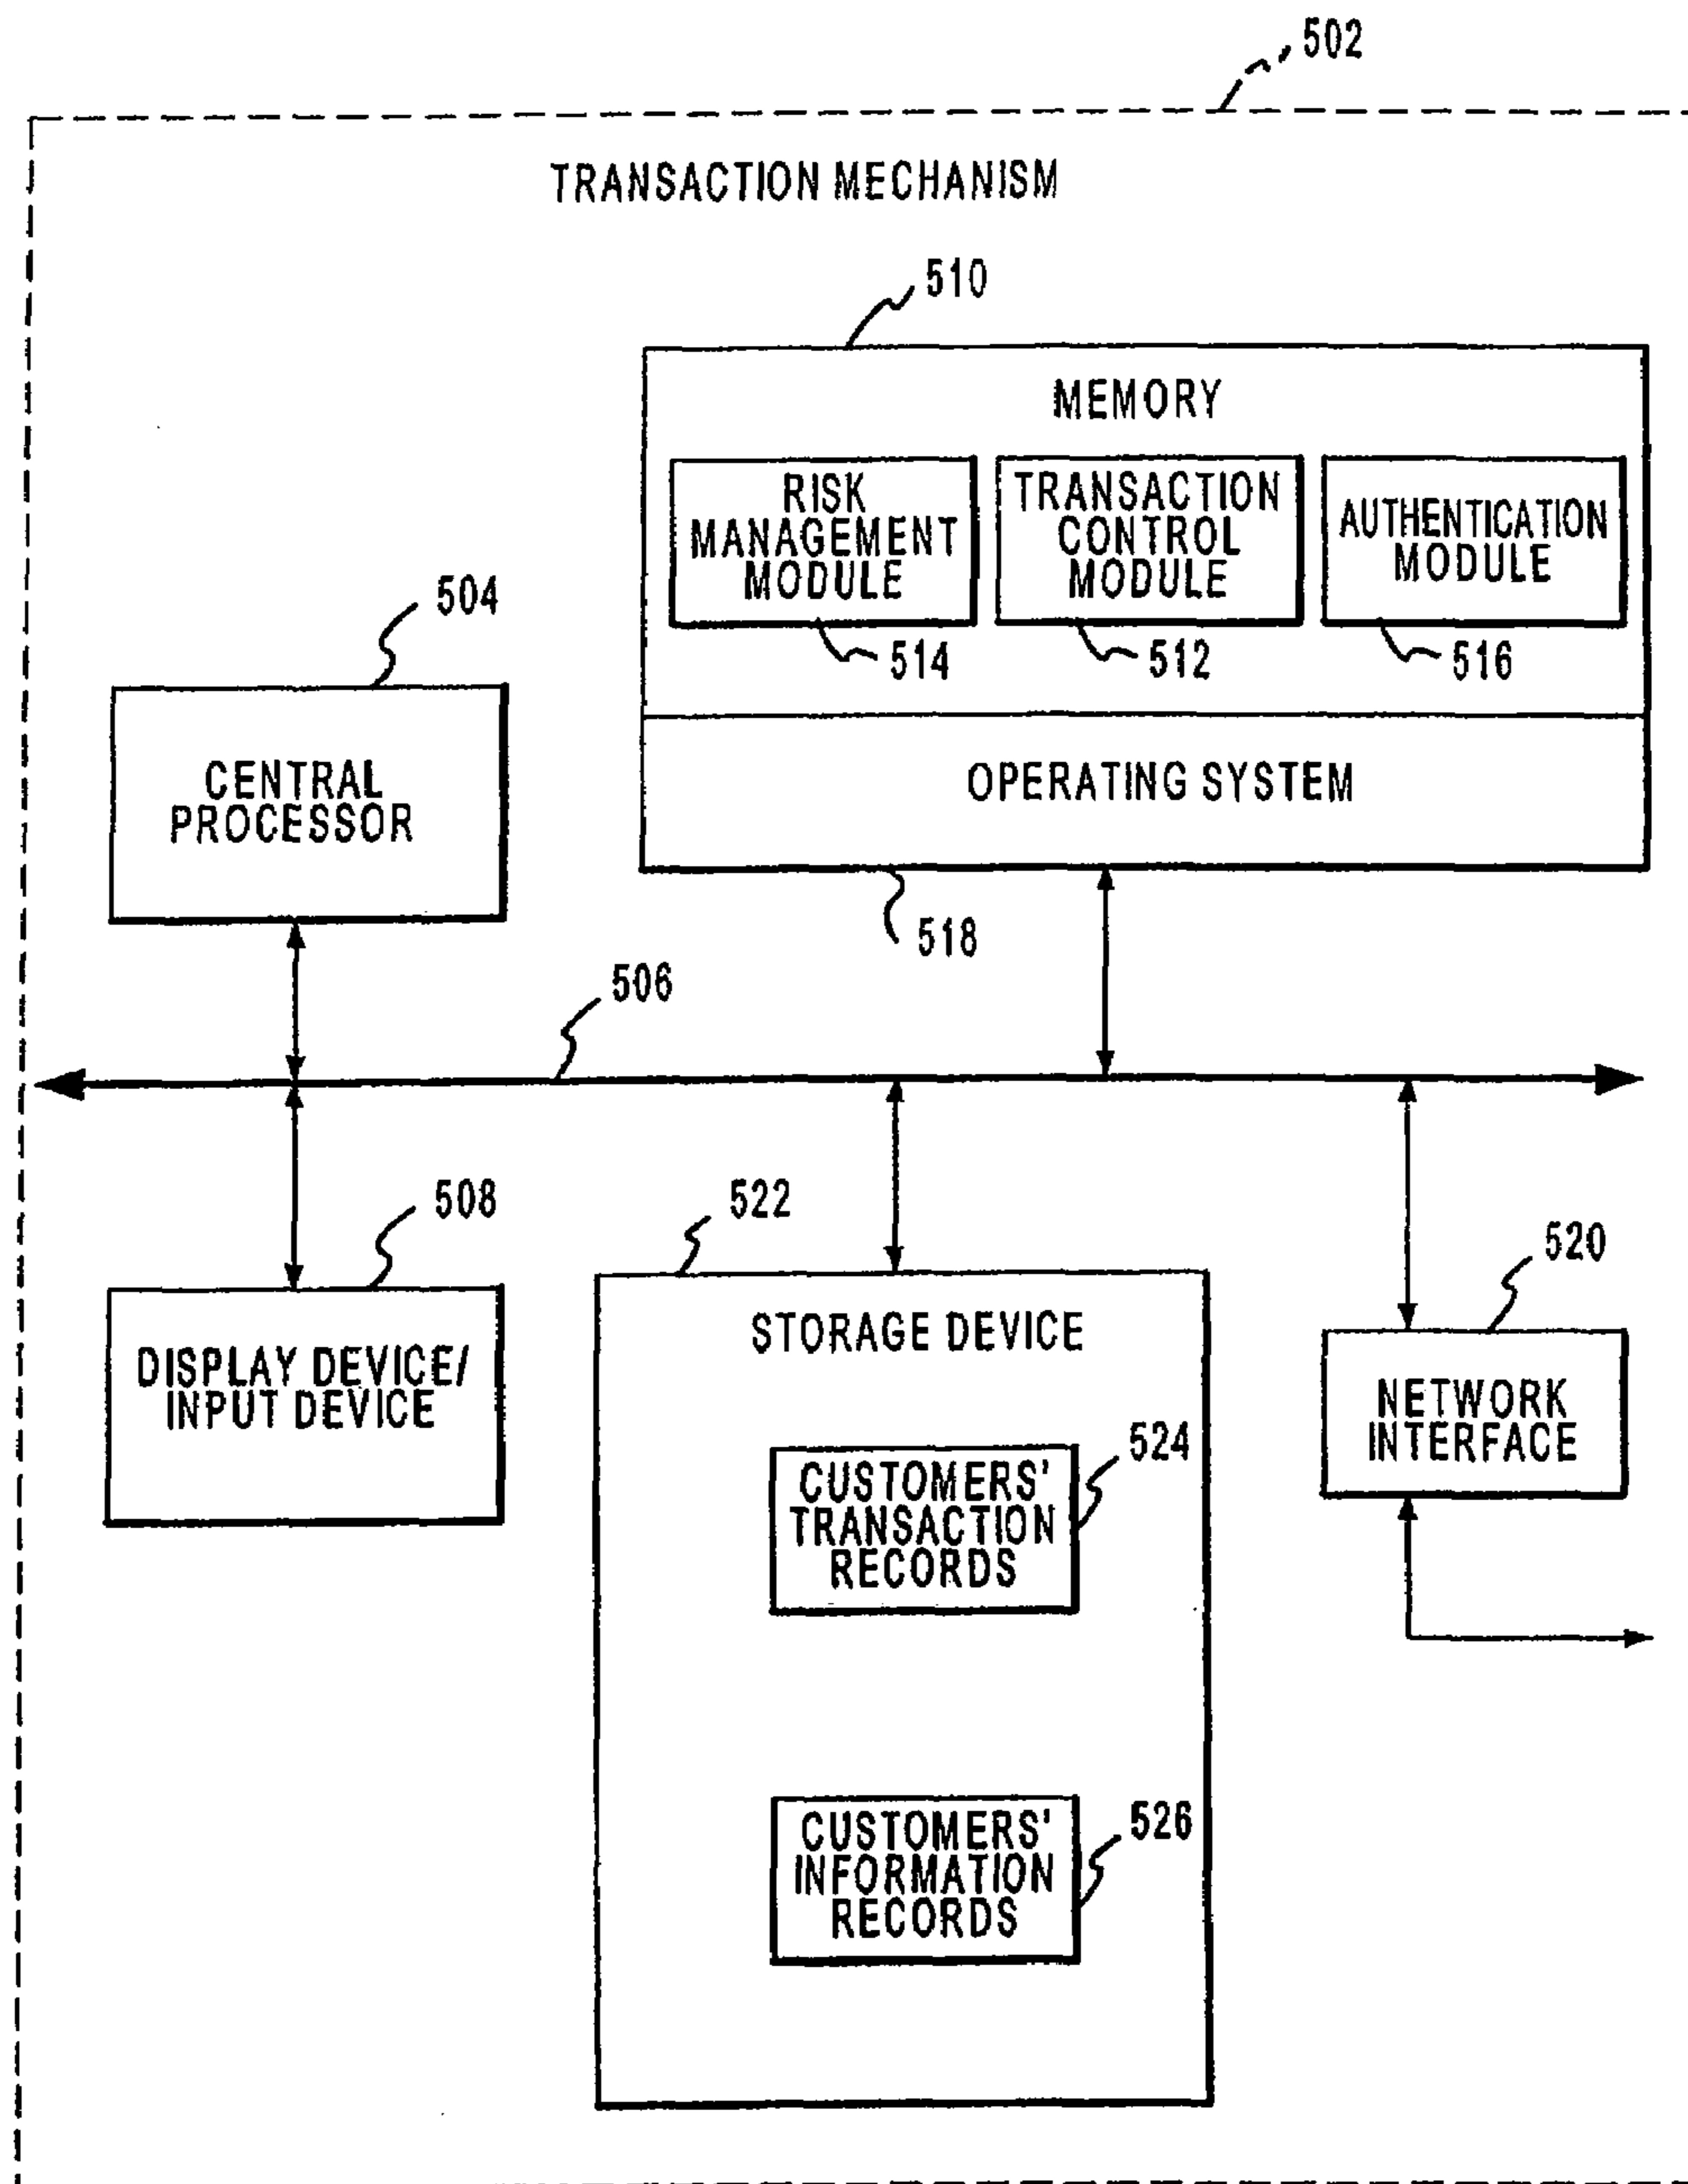 502
TRANSACTION MECHANISM
510
MEMORY
RISK
MANAGEMENT
MODULE
TRANSACTION
CONTROL
MODULE
AUTHENTICATION
MODULE
514
512
516
504
CENTRAL
PROCESSOR
OPERATING SYSTEM
518
506
508
522
520
DISPLAY DEVICE/
INPUT DEVICE
STORAGE DEVICE
NETWORK
INTERFACE
524
CUSTOMERS'
TRANSACTION
RECORDS
526
CUSTOMERS'
INFORMATION
RECORDS